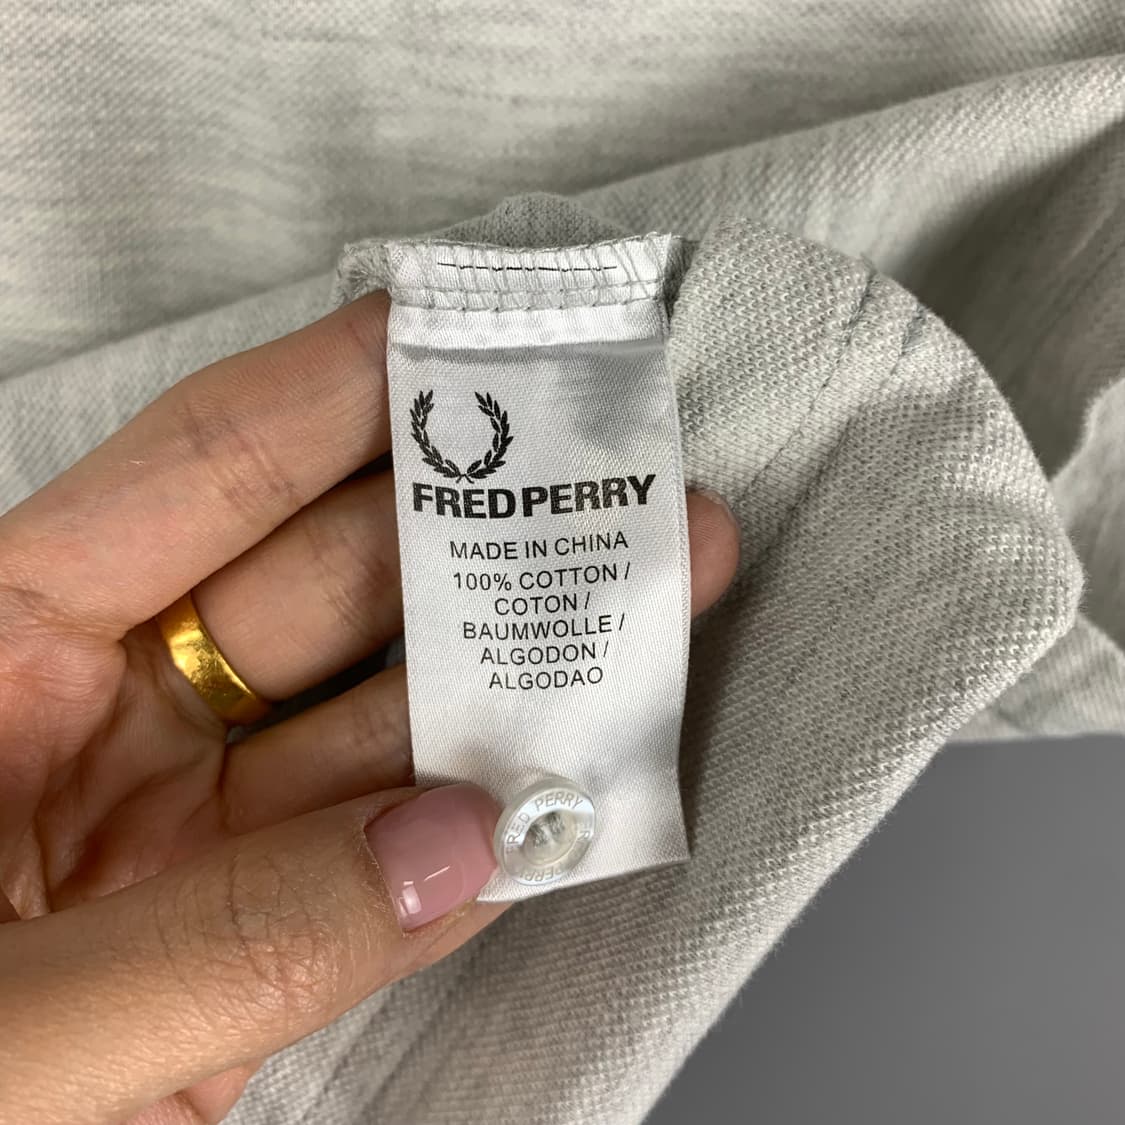 FRED PERRY
MADE IN CHINA
100% COTTON /
COTON /
BAUMWOLLE /
ALGODON /
ALGODAO
FRED PERRY